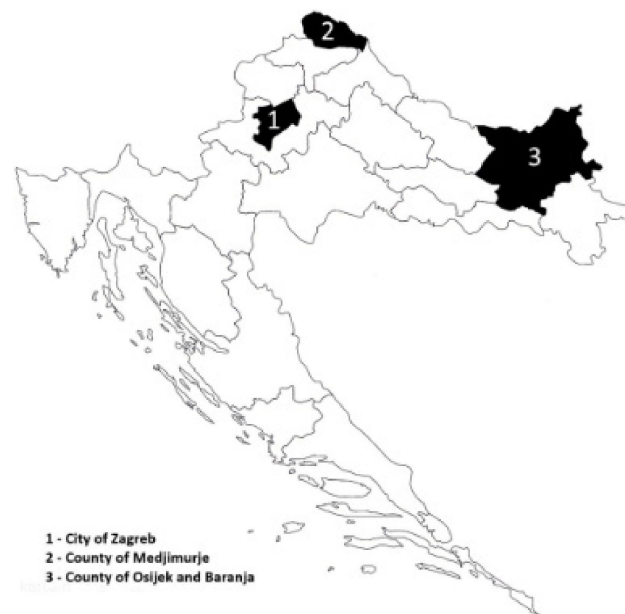 2
1
3
1 - City of Zagreb
2 - County of Medjimurje
3 - County of Osijek and Baranja